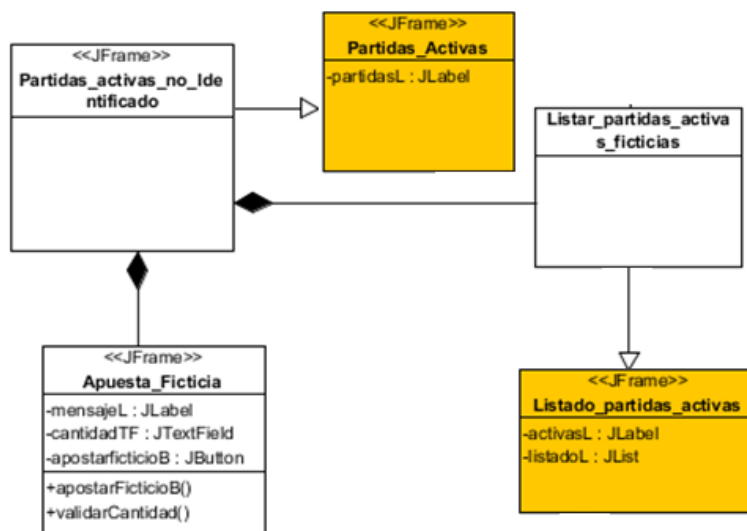 <<JFrame>>
Partidas_activas_no_Ide
ntificado
<<JFrame>>
Partidas_Activas
-partidasL : JLabel
Listar_partidas_activa
s_ficticias
<<JFrame>>
Apuesta_Ficticia
-mensajeL : JLabel
-cantidadTF : JTextField
-apostarficticioB : JButton
+apostarFicticioB()
+validarCantidad()
<<JFrame>>
Listado_partidas_activas
-activasL : JLabel
-listadoL : JList